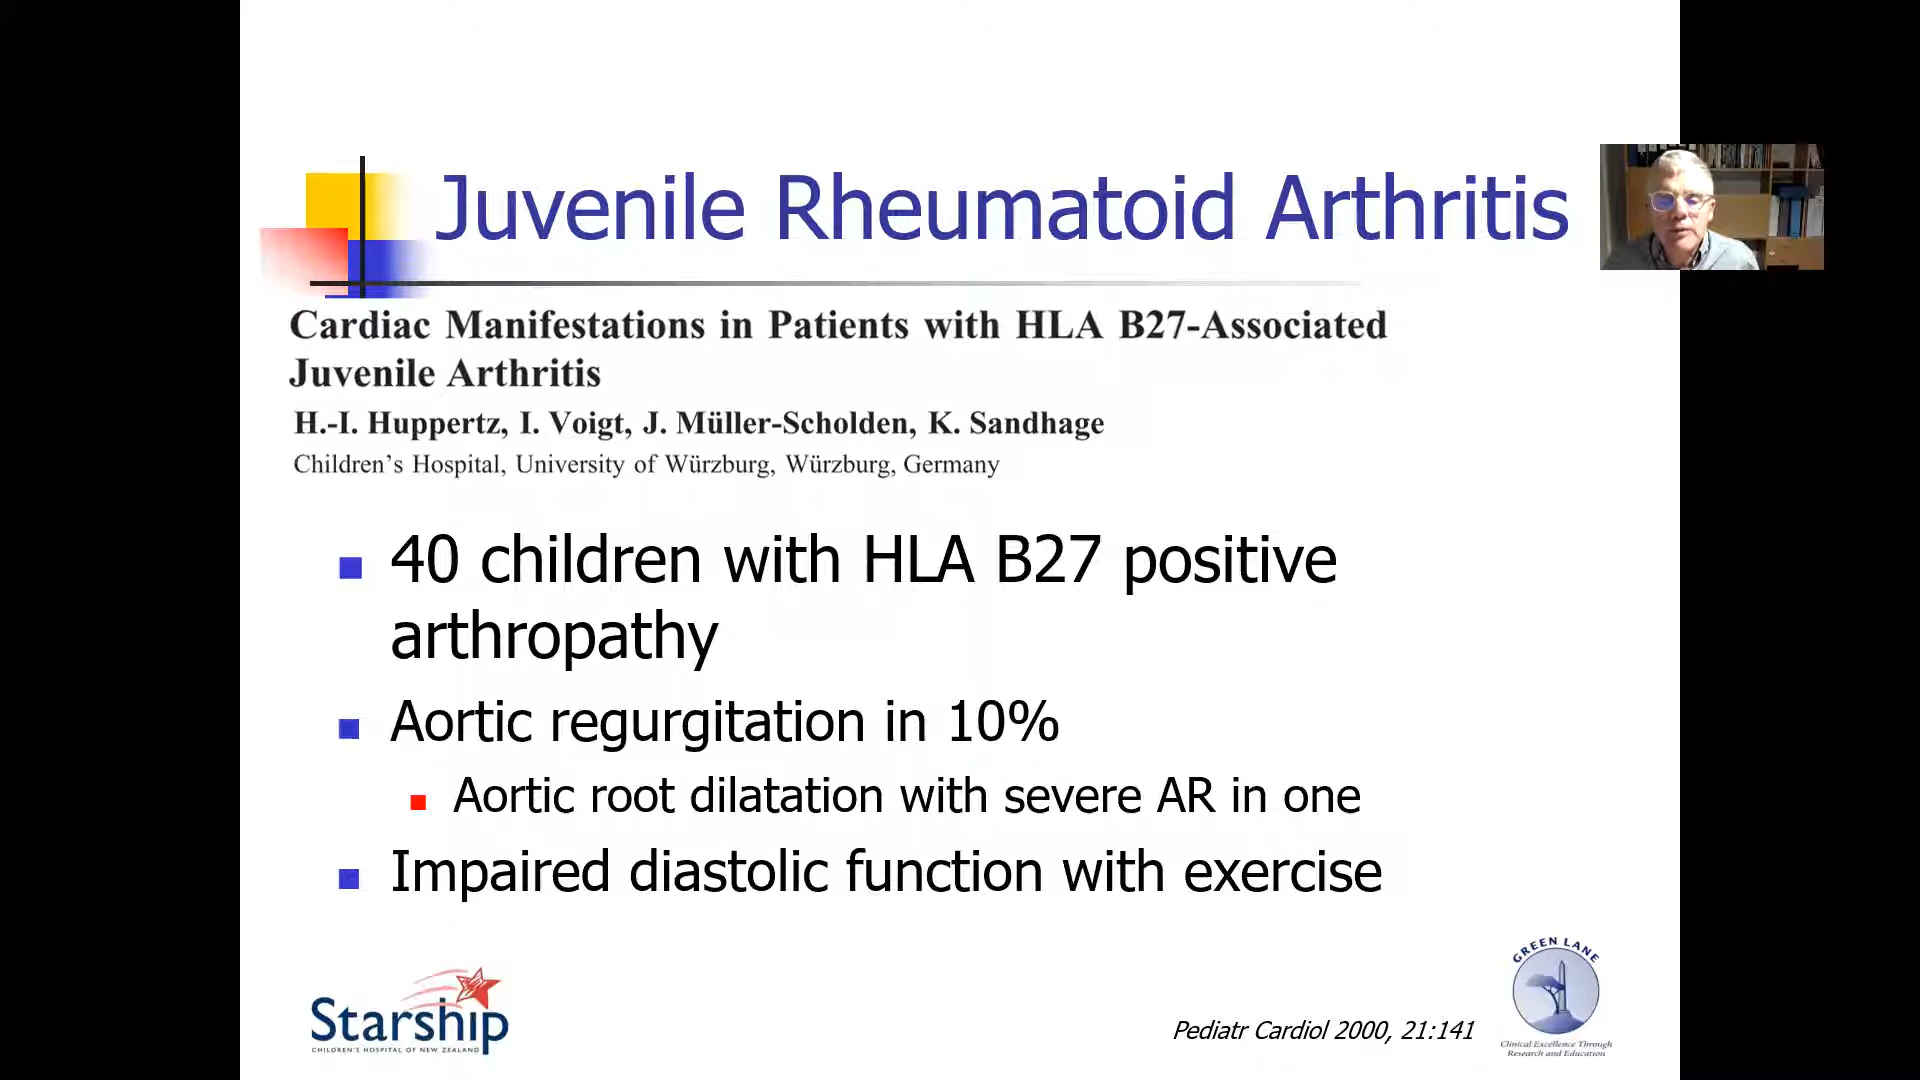 Juvenile Rheumatoid Arthritis
Cardiac Manifestations in Patients with HLA B27-Associated
Juvenile Arthritis
H.-I. Huppertz, I. Voigt, J. Müller-Scholden, K. Sandhage
Children's Hospital, University of Würzburg, Würzburg, Germany
40 children with HLA B27 positive
arthropathy
Aortic regurgitation in 10%
Aortic root dilatation with severe AR in one
Impaired diastolic function with exercise
Starship
CHILDREN'S HOSPITAL OF NEW ZEALAND
Pediatr Cardiol 2000, 21:141
GREEN LANE
Clinical Excellence Through
Research and Education